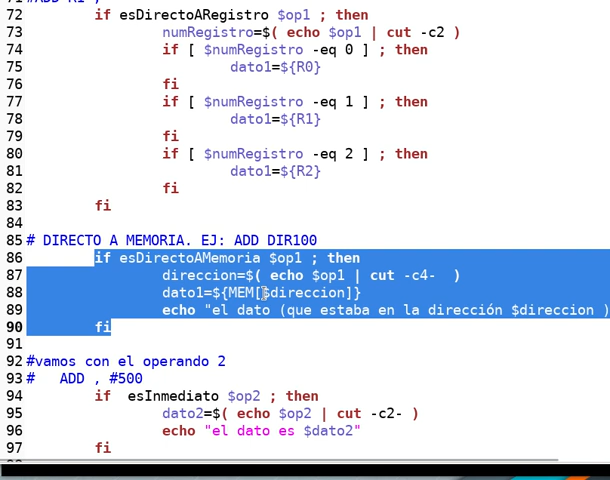 71 #ADD R1 ,
72 if esDirectoARegistro $op1 ; then
73 numRegistro=$( echo $op1 | cut -c2 )
74 if [ $numRegistro -eq 0 ] ; then
75 dato1=${R0}
76 fi
77 if [ $numRegistro -eq 1 ] ; then
78 dato1=${R1}
79 fi
80 if [ $numRegistro -eq 2 ] ; then
81 dato1=${R2}
82 fi
83 fi
84
85 # DIRECTO A MEMORIA. EJ: ADD DIR100
86 if esDirectoAMemoria $op1 ; then
87 direccion=$( echo $op1 | cut -c4- )
88 dato1=${MEM[$direccion]}
89 echo "el dato (que estaba en la dirección $direccion )
90 fi
91
92 #vamos con el operando 2
93 # ADD , #500
94 if esInmediato $op2 ; then
95 dato2=$( echo $op2 | cut -c2- )
96 echo "el dato es $dato2"
97 fi